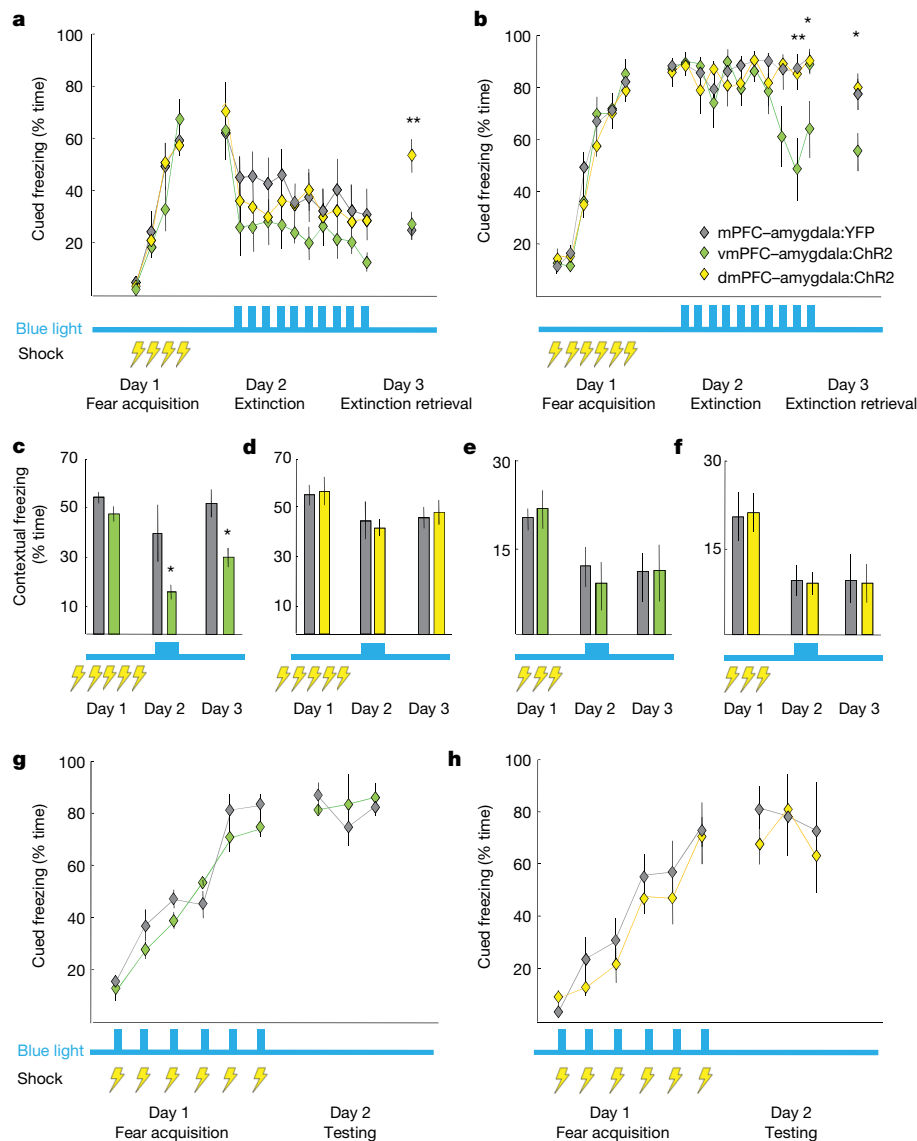 a
Cued freezing (% time)
100
80
60
40
20
**
Blue light
Shock
Day 1
Fear acquisition
Day 2
Extinction
Day 3
Extinction retrieval
b
Cued freezing (% time)
100
80
60
40
20
*
**
*
mPFC–amygdala:YFP
vmPFC–amygdala:ChR2
dmPFC–amygdala:ChR2
Day 1
Fear acquisition
Day 2
Extinction
Day 3
Extinction retrieval
c
Contextual freezing
(% time)
70
50
30
10
*
*
Day 1 Day 2 Day 3
d
70
50
30
10
Day 1 Day 2 Day 3
e
30
15
Day 1 Day 2 Day 3
f
30
15
Day 1 Day 2 Day 3
g
Cued freezing (% time)
100
80
60
40
20
Blue light
Shock
Day 1
Fear acquisition
Day 2
Testing
h
Cued freezing (% time)
100
80
60
40
20
Day 1
Fear acquisition
Day 2
Testing